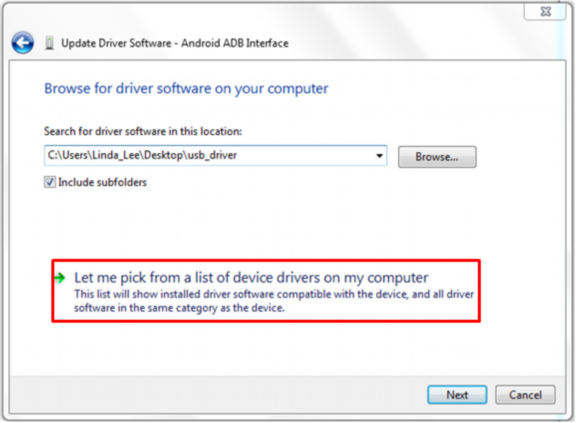 Update Driver Software - Android ADB Interface
Browse for driver software on your computer
Search for driver software in this location:
C:\Users\Linda_Lee\Desktop\usb_driver
Browse...
Include subfolders
Let me pick from a list of device drivers on my computer
This list will show installed driver software compatible with the device, and all driver
software in the same category as the device.
Next Cancel